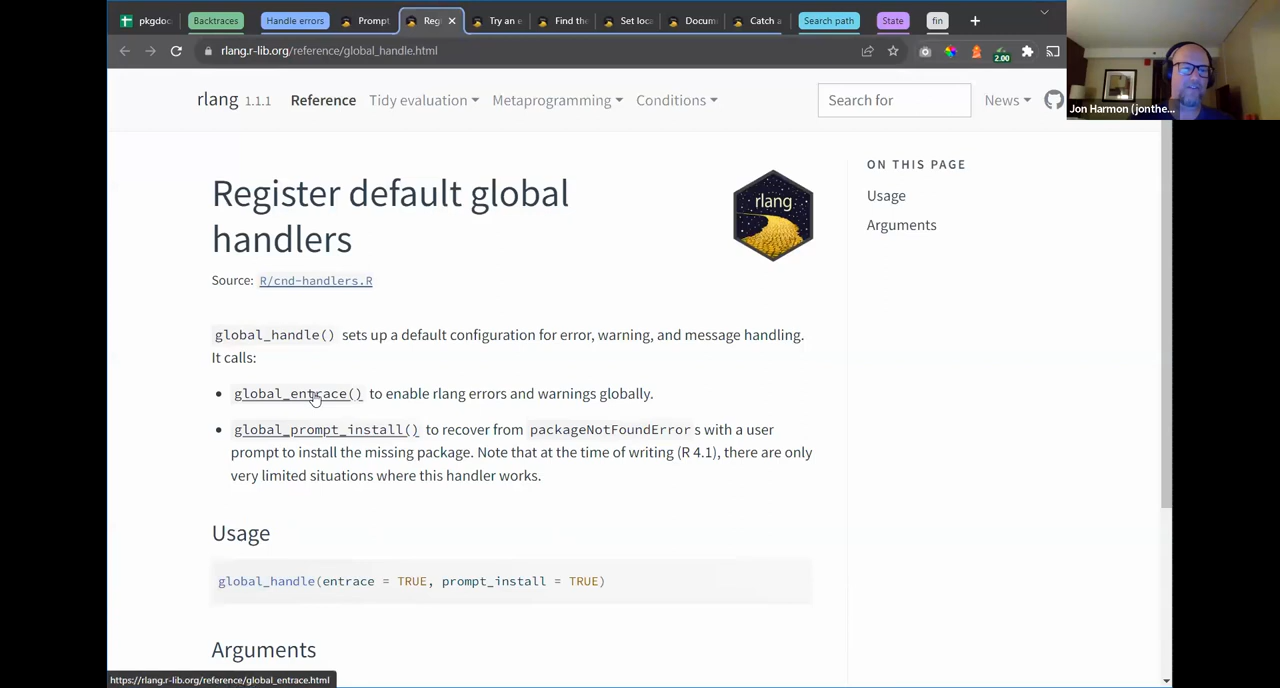 pkgdoc
Backtraces
Handle errors
Prompt
Reg
Try an e
Find the
Set loca
Docum
Catch a
Search path
State
fin
rlang.r-lib.org/reference/global_handle.html
2.00
rlang 1.1.1 Reference Tidy evaluation Metaprogramming Conditions Search for News
Jon Harmon (jonthe...
Register default global
handlers
rlang
Source: R/cnd-handlers.R
global_handle() sets up a default configuration for error, warning, and message handling.
It calls:
global_entrace() to enable rlang errors and warnings globally.
global_prompt_install() to recover from packageNotFoundError s with a user
prompt to install the missing package. Note that at the time of writing (R 4.1), there are only
very limited situations where this handler works.
Usage
global_handle(entrace = TRUE, prompt_install = TRUE)
Arguments
ON THIS PAGE
Usage
Arguments
https://rlang.r-lib.org/reference/global_entrace.html